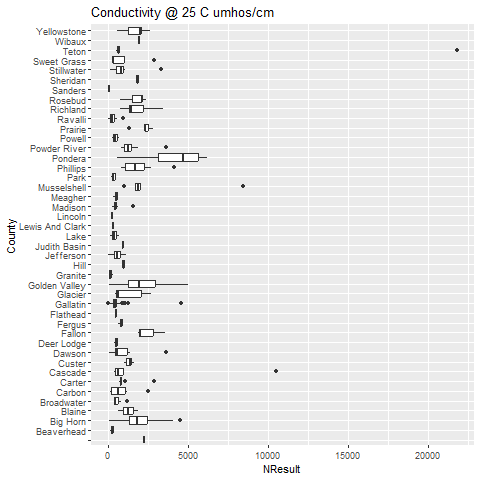 Conductivity @ 25 C umhos/cm
Yellowstone
Wibaux
Teton
Sweet Grass
Stillwater
Sheridan
Sanders
Rosebud
Richland
Ravalli
Prairie
Powell
Powder River
Pondera
Phillips
Park
Musselshell
Meagher
Madison
Lincoln
Lewis And Clark
Lake
Judith Basin
Jefferson
Hill
Granite
Golden Valley
Glacier
Gallatin
Flathead
Fergus
Fallon
Deer Lodge
Dawson
Custer
Cascade
Carter
Carbon
Broadwater
Blaine
Big Horn
Beaverhead
County
0 5000 10000 15000 20000
NResult